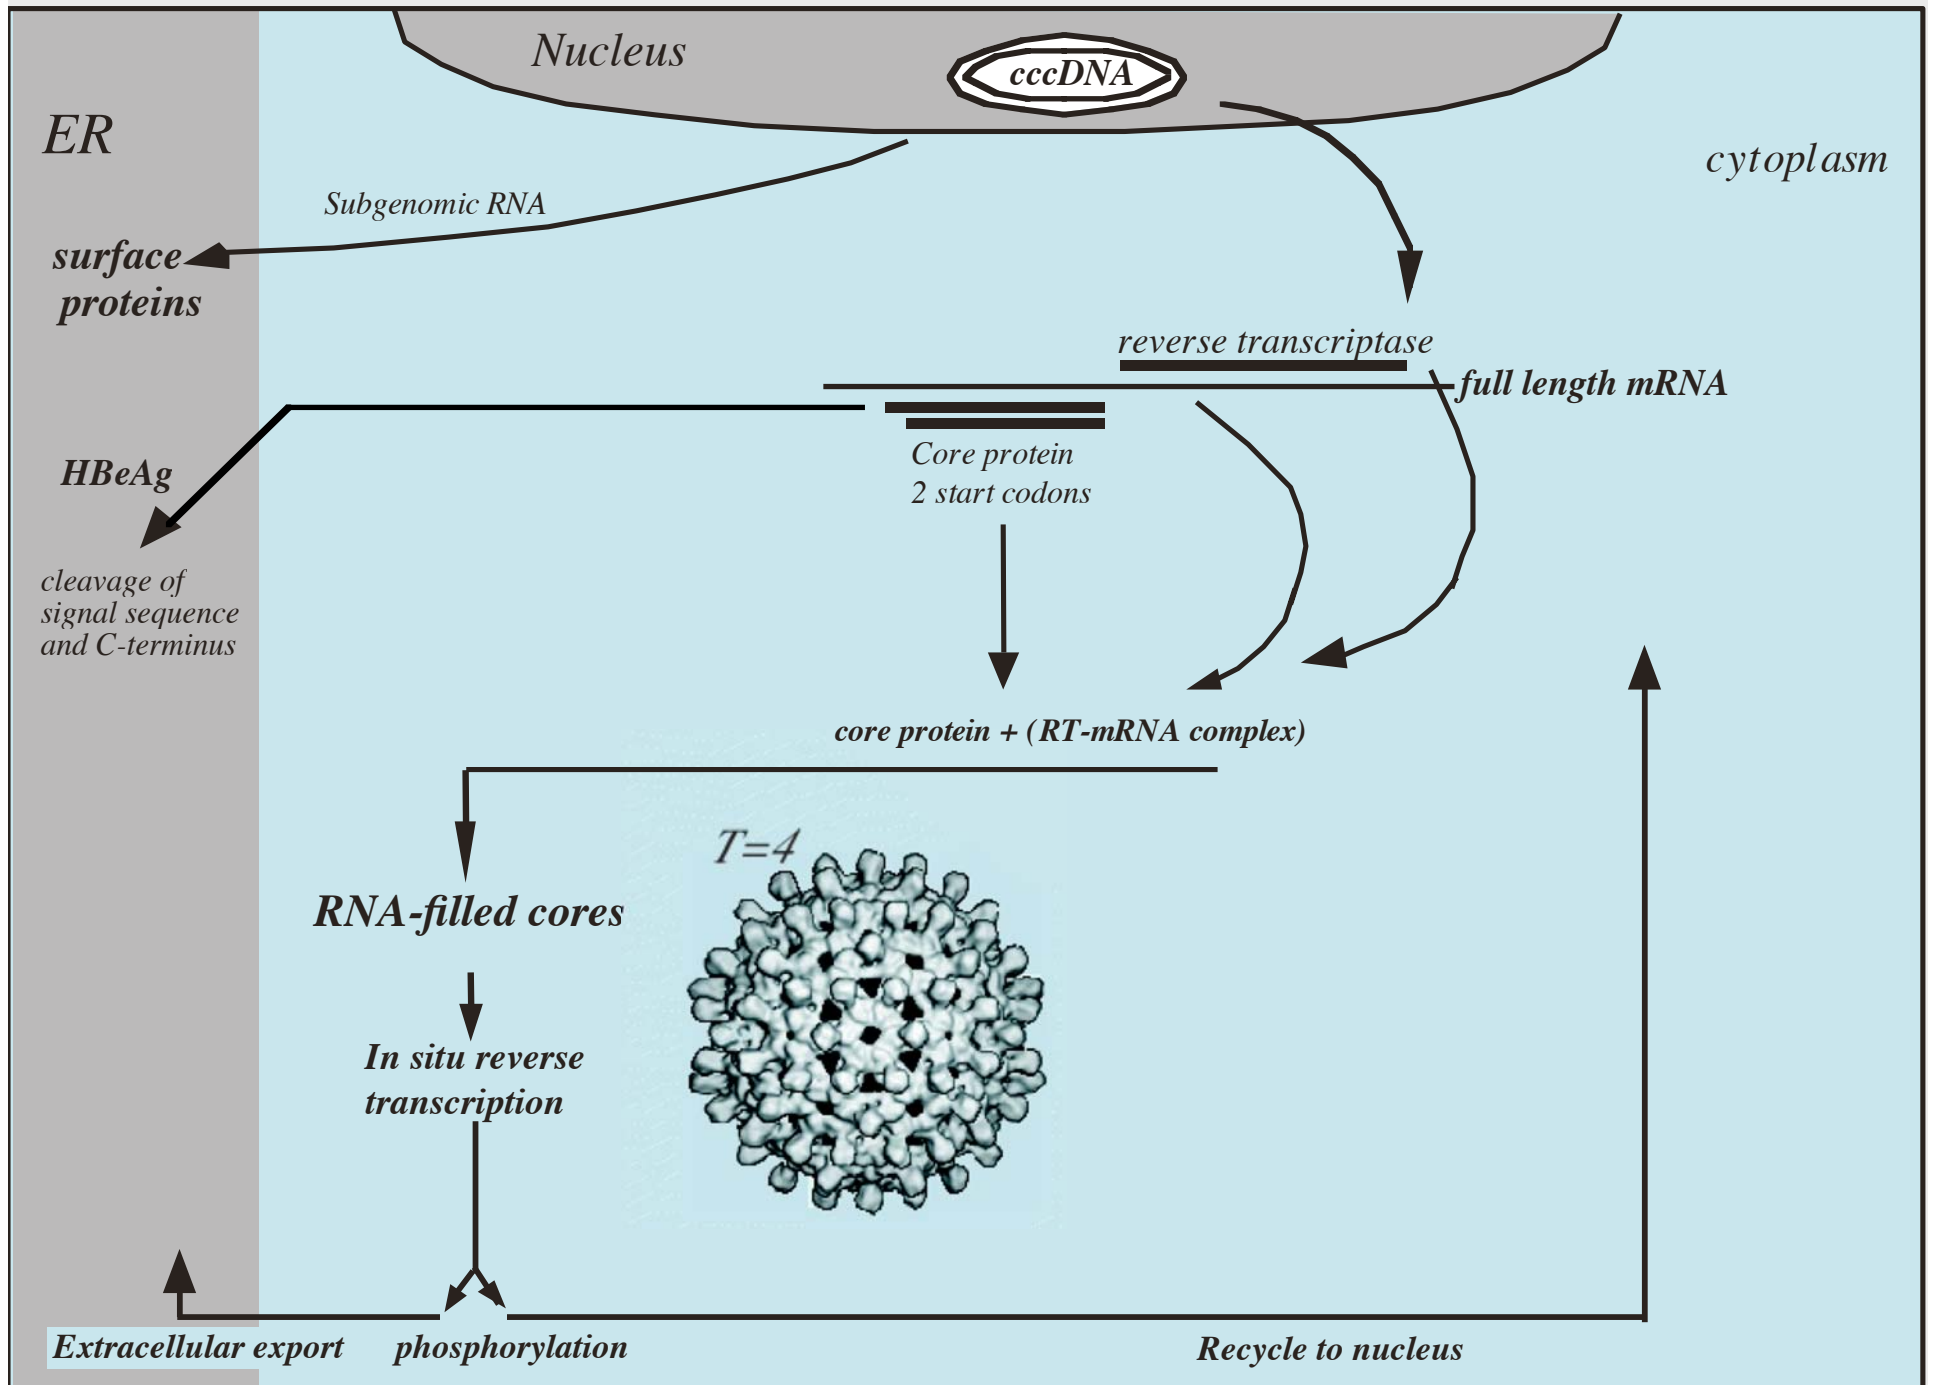 Nucleus
cccDNA
ER
cytoplasm
Subgenomic RNA
surface
proteins
reverse transcriptase
full length mRNA
HBeAg
Core protein
2 start codons
cleavage of
signal sequence
and C-terminus
core protein + (RT-mRNA complex)
T=4
RNA-filled cores
In situ reverse
transcription
Extracellular export
phosphorylation
Recycle to nucleus